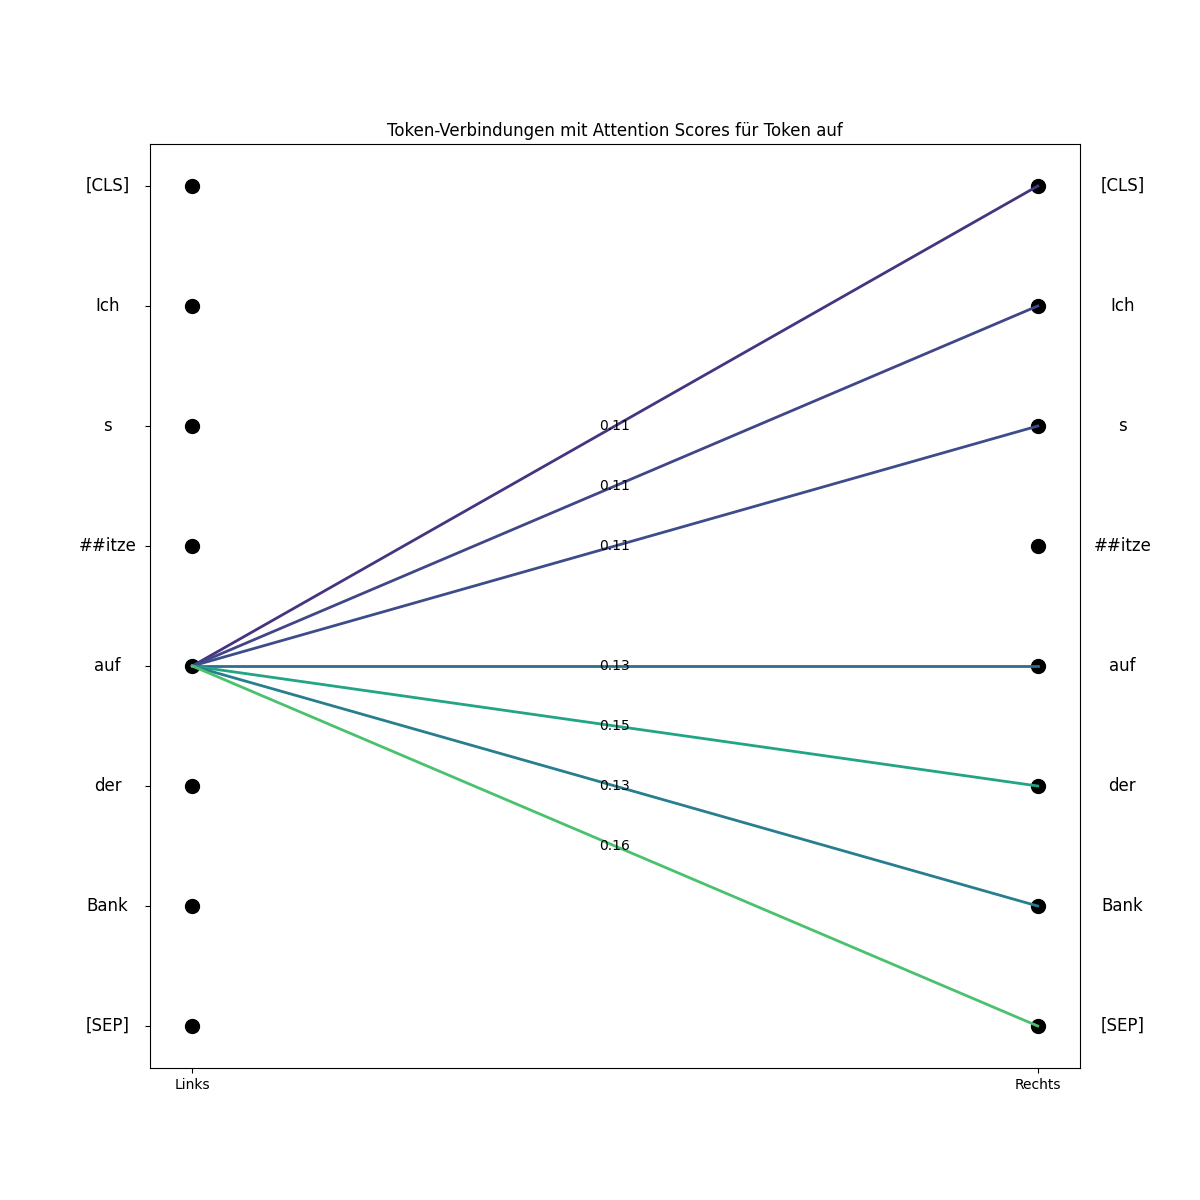 Token-Verbindungen mit Attention Scores für Token auf
[CLS] [CLS]
Ich Ich
s 0.11 s
0.11
##itze 0.11 ##itze
auf 0.13 auf
0.15
der 0.13 der
0.16
Bank Bank
[SEP] [SEP]
Links Rechts